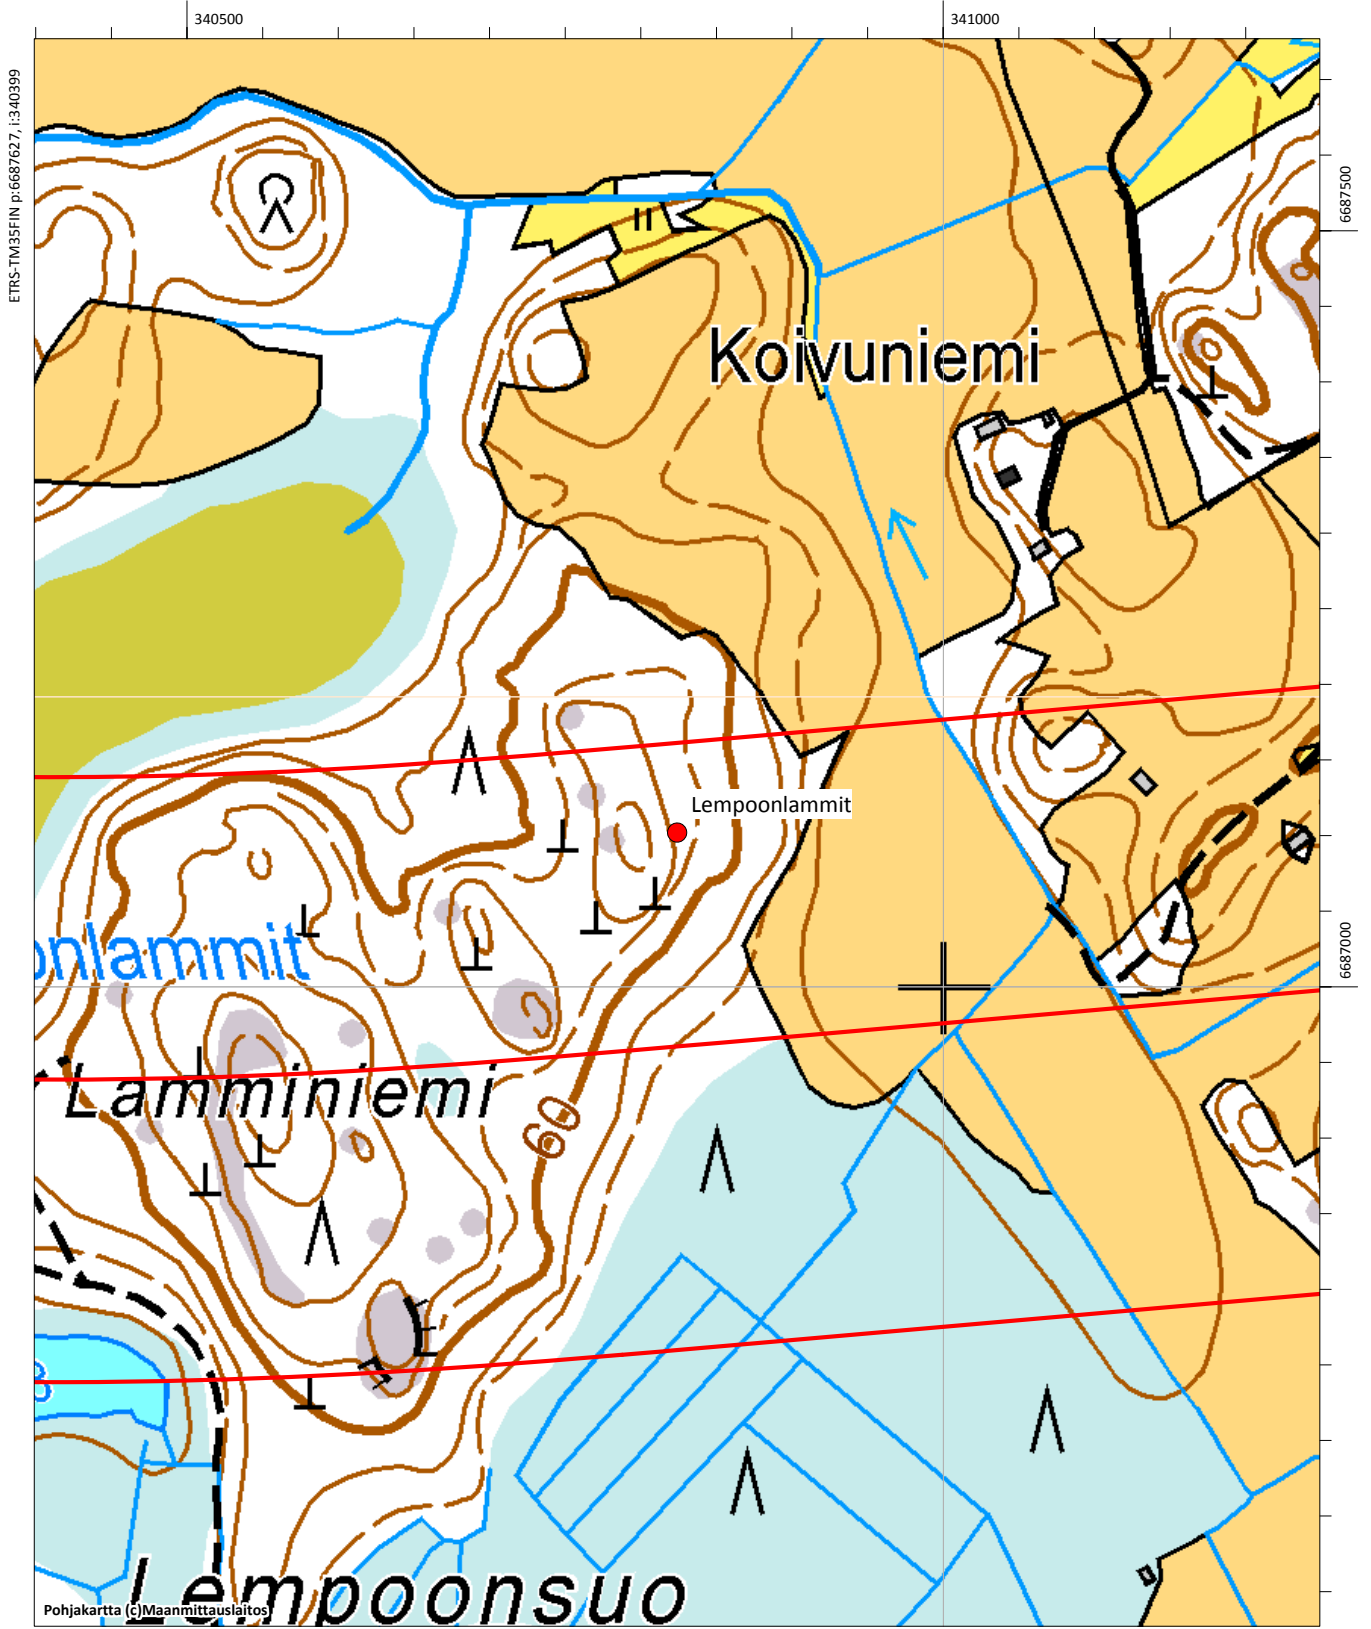 340500
341000
ETRS-TM35FIN p:6687627, i:340399
6687500
Koivuniemi
Lempoonlammit
onlammit
6687000
Lamminiemi
60
Lempoonsuo
Pohjakartta (c)Maanmittauslaitos